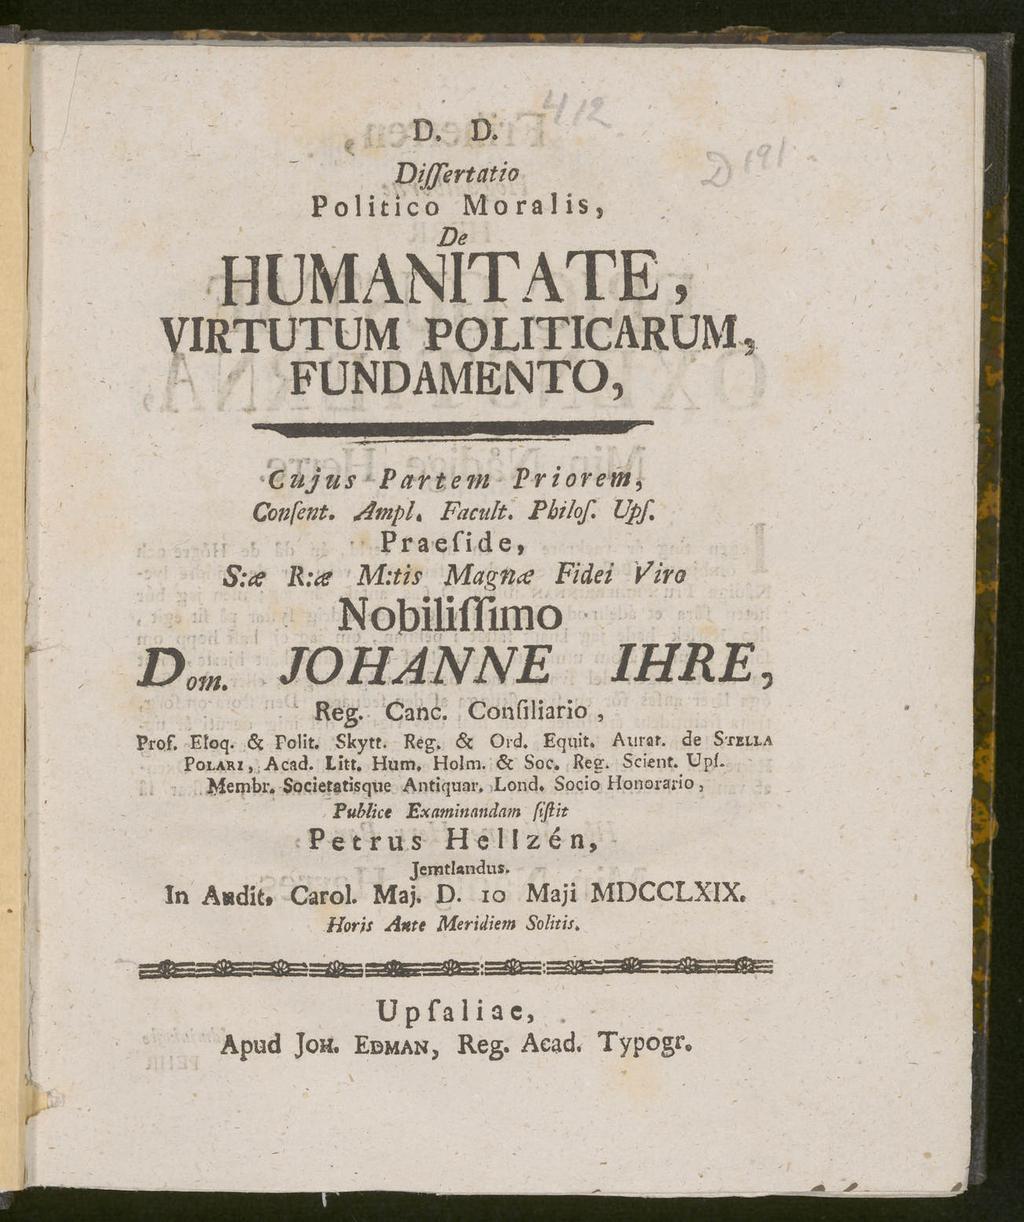 412
D191
D. D.
Diſſertatio
Politico Moralis,
De
HUMANITATE,
VIRTUTUM POLITICARUM,
FUNDAMENTO,
Cujus Partem Priorem,
Conſent. Ampl. Facult. Philoſ. Upſ.
Praeſide,
S:æ R:æ M:tis Magnæ Fidei Viro
Nobiliſſimo
Dom. JOHANNE IHRE,
Reg. Canc. Conſiliario,
Prof. Eloq. & Polit. Skytt. Reg. & Ord. Equit. Aurat. de STELLA
POLARI, Acad. Litt. Hum. Holm. & Soc. Reg. Scient. Upſ.
Membr. Societatisque Antiquar. Lond. Socio Honorario,
Publice Examinandam ſiſtit
Petrus Hellzén,
Jemtlandus.
In Audit. Carol. Maj. D. 10 Maji MDCCLXIX.
Horis Ante Meridiem Solitis.
Upſaliae,
Apud JOH. EDMAN, Reg. Acad. Typogr.